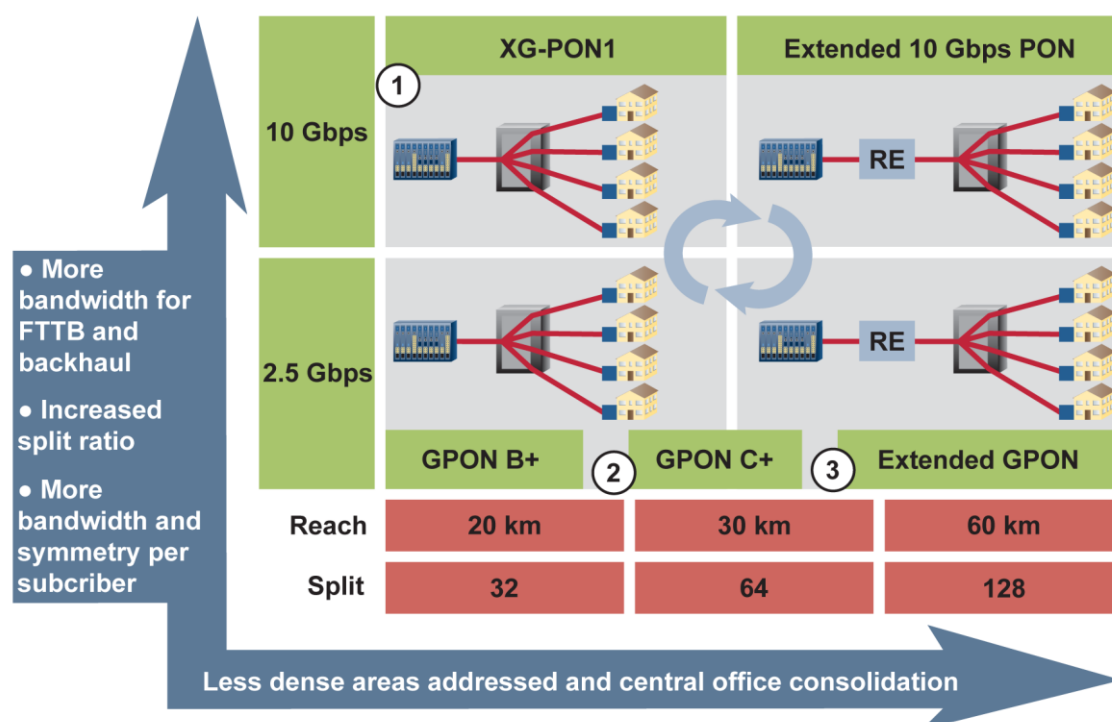 XG-PON1
Extended 10 Gbps PON
1
10 Gbps
RE
● More
bandwidth for
FTTB and
backhaul
● Increased
split ratio
● More
bandwidth and
symmetry per
subcriber
2.5 Gbps
RE
GPON B+
2
GPON C+
3
Extended GPON
Reach
20 km
30 km
60 km
Split
32
64
128
Less dense areas addressed and central office consolidation